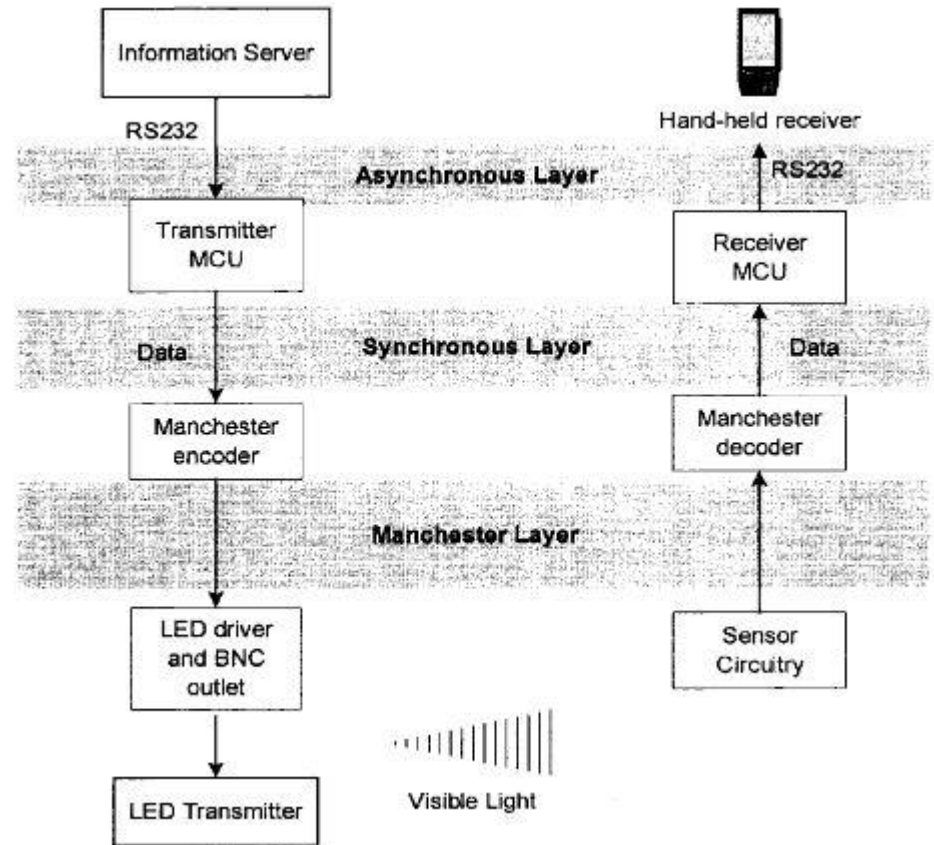 Information Server
Hand-held receiver
RS232
Asynchronous Layer
RS232
Transmitter
MCU
Receiver
MCU
Data
Synchronous Layer
Data
Manchester
encoder
Manchester
decoder
Manchester Layer
LED driver
and BNC
outlet
Sensor
Circuitry
LED Transmitter
Visible Light